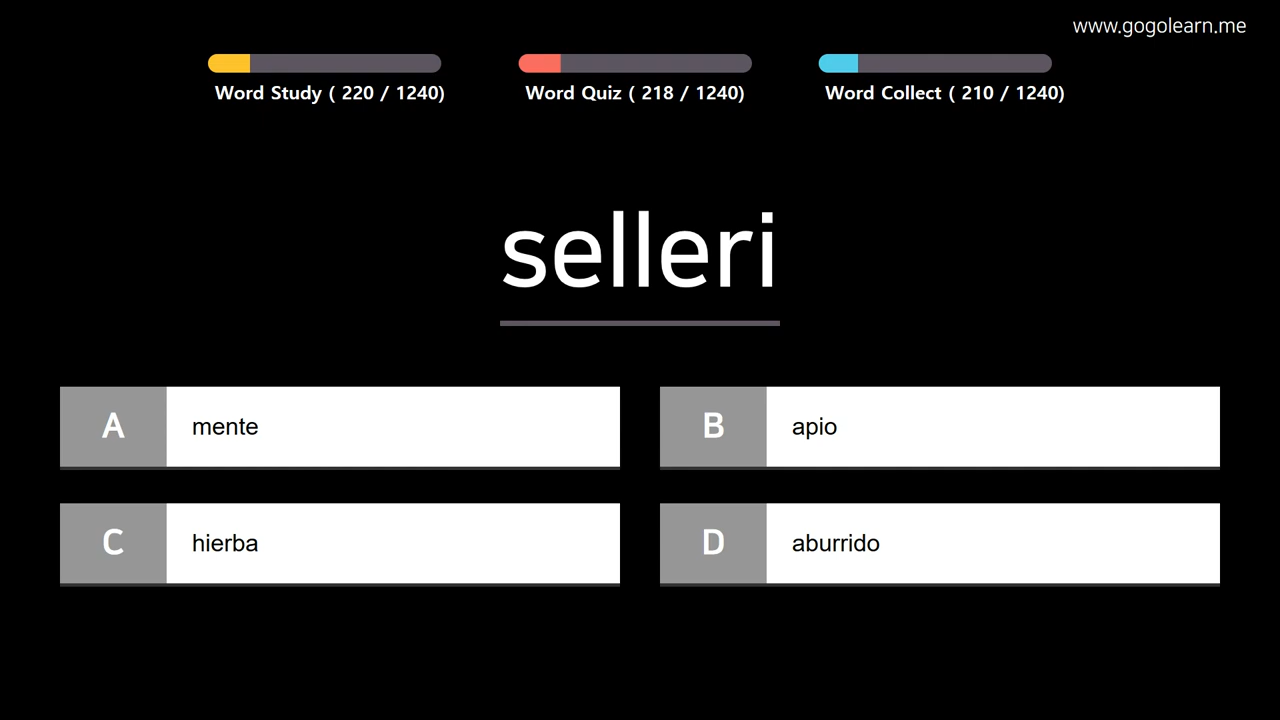 www.gogolearn.me
Word Study ( 220 / 1240)
Word Quiz ( 218 / 1240)
Word Collect ( 210 / 1240)
selleri
A mente
B apio
C hierba
D aburrido